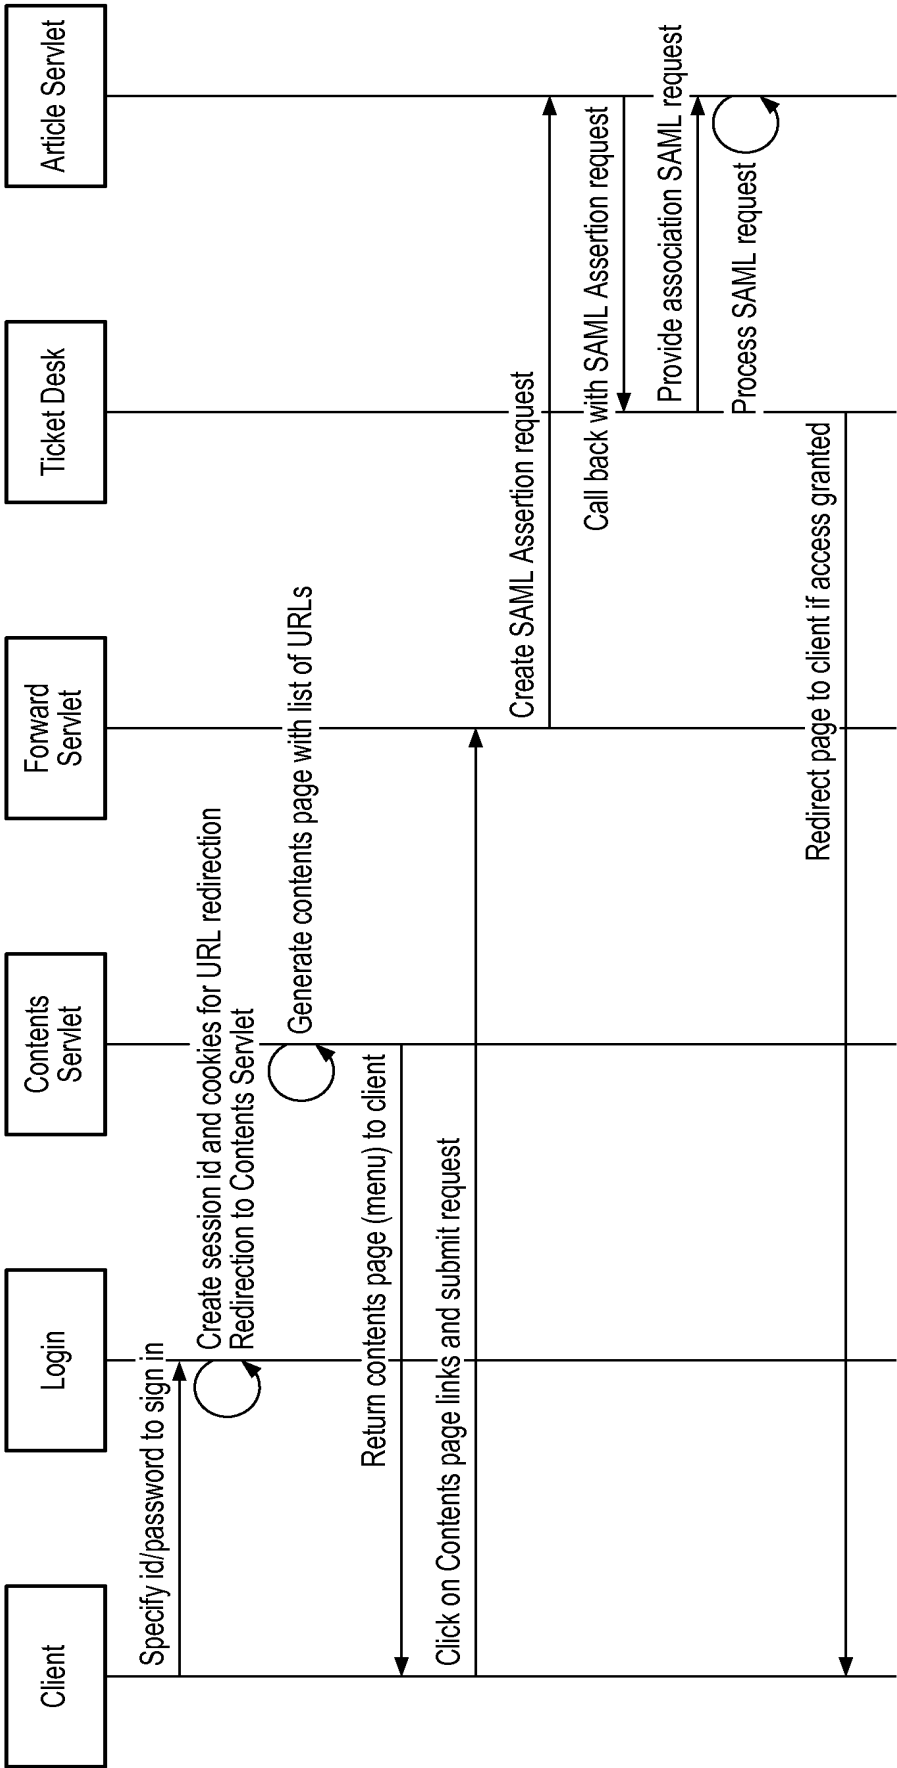 Client
Login
Contents
Servlet
Forward
Servlet
Ticket Desk
Article Servlet
Specify id/password to sign in
Create session id and cookies for URL redirection
Redirection to Contents Servlet
Generate contents page with list of URLs
Return contents page (menu) to client
Click on Contents page links and submit request
Create SAML Assertion request
Call back with SAML Assertion request
Provide association SAML request
Process SAML request
Redirect page to client if access granted